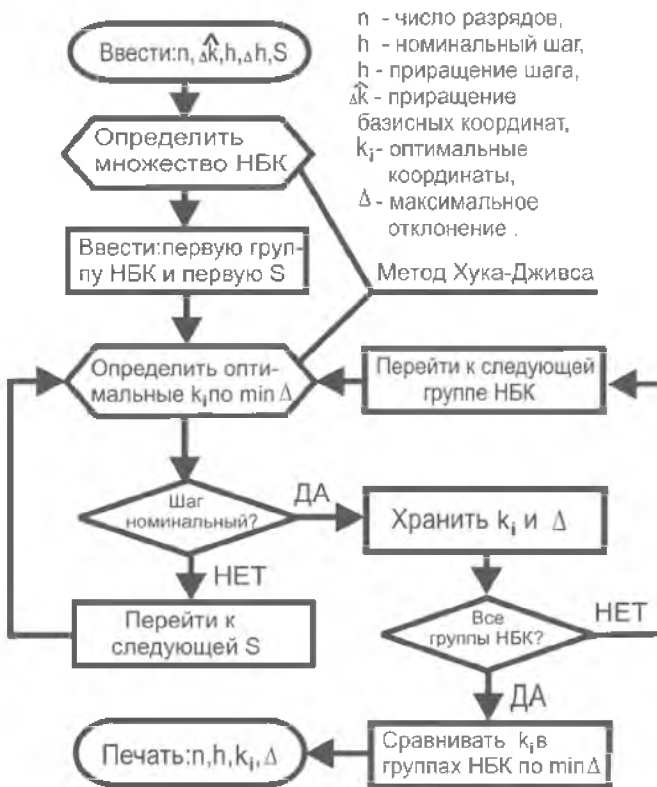 Ввести:n, Δk̂,h,Δh,S
n - число разрядов,
h - номинальный шаг,
h - приращение шага,
Δk̂ - приращение
базисных координат,
kᵢ - оптимальные
координаты,
Δ - максимальное
отклонение .
Определить
множество НБК
Ввести:первую груп-
пу НБК и первую S
Метод Хука-Дживса
Определить опти-
мальные kᵢ по min Δ
Перейти к следующей
группе НБК
Шаг
номинальный?
ДА
НЕТ
Хранить kᵢ и Δ
Перейти к
следующей S
Все
группы НБК?
НЕТ
ДА
Сравнивать kᵢ в
группах НБК по minΔ
Печать:n,h,kᵢ,Δ